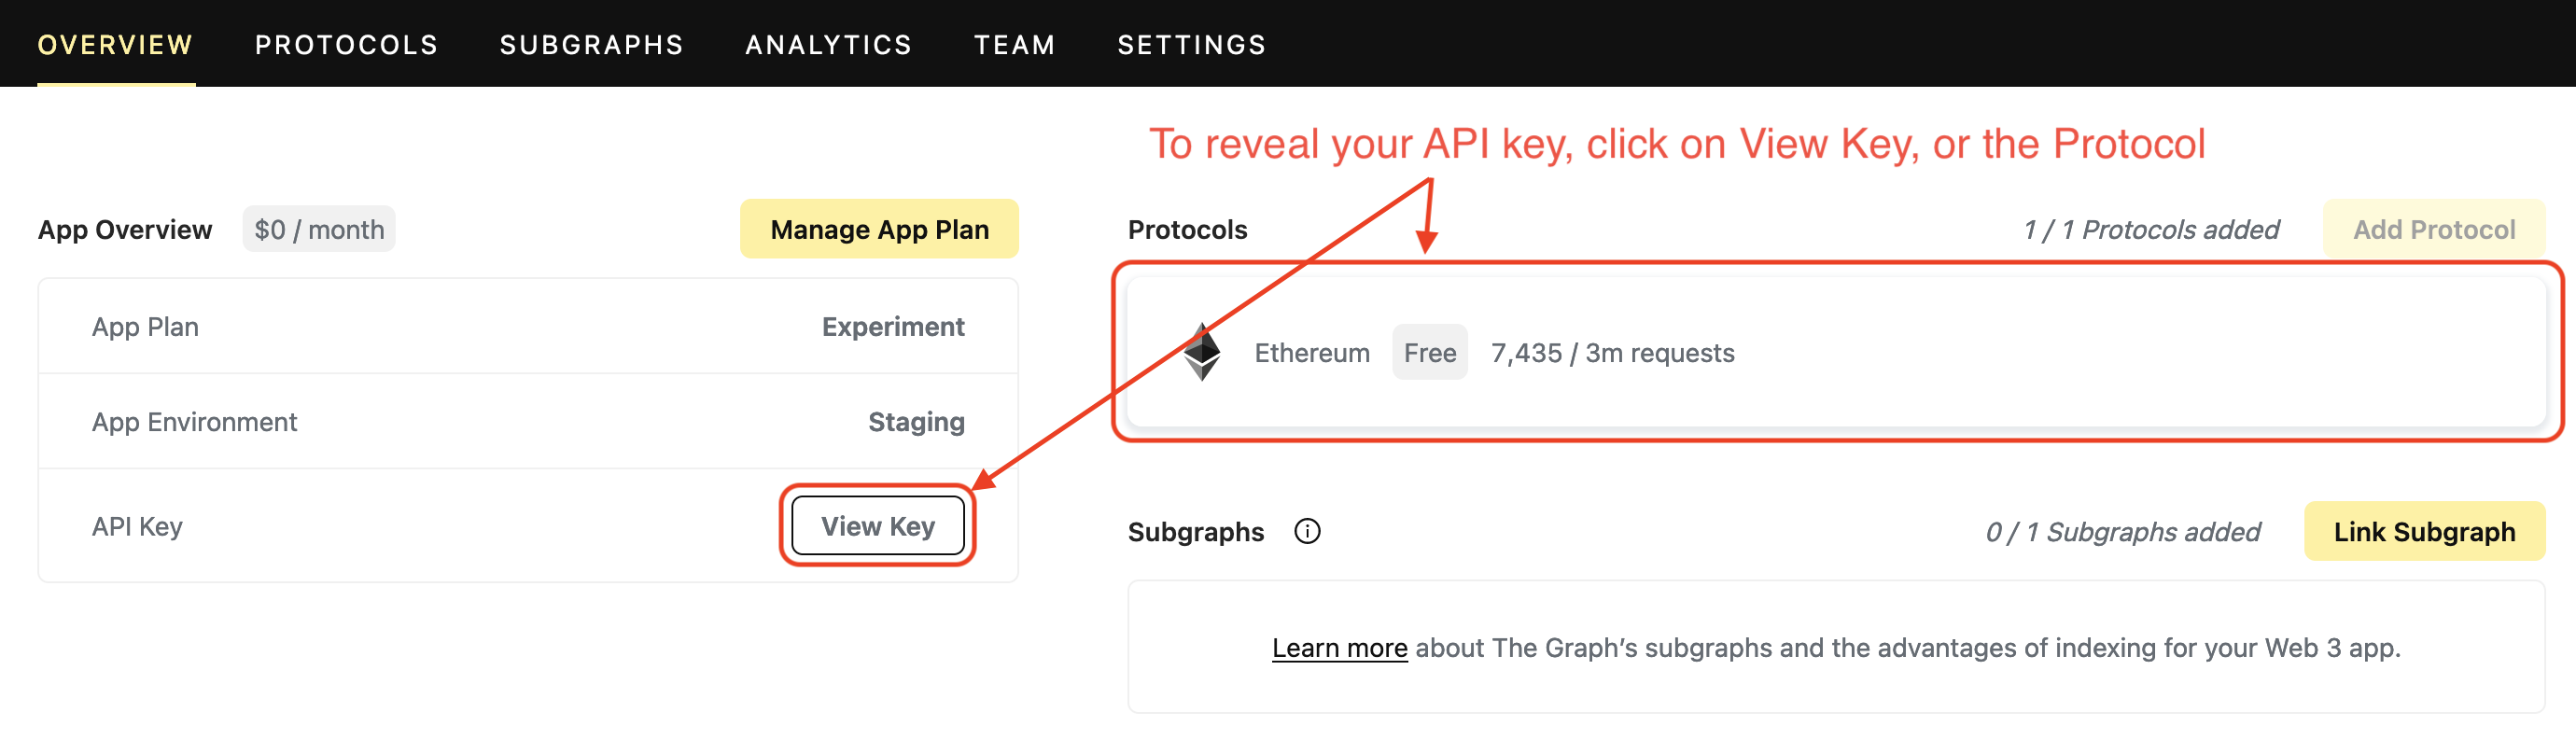 OVERVIEW PROTOCOLS SUBGRAPHS ANALYTICS TEAM SETTINGS
To reveal your API key, click on View Key, or the Protocol
App Overview $0 / month Manage App Plan
App Plan Experiment
App Environment Staging
API Key View Key
Protocols 1 / 1 Protocols added Add Protocol
Ethereum Free 7,435 / 3m requests
Subgraphs 0 / 1 Subgraphs added Link Subgraph
Learn more about The Graph’s subgraphs and the advantages of indexing for your Web 3 app.